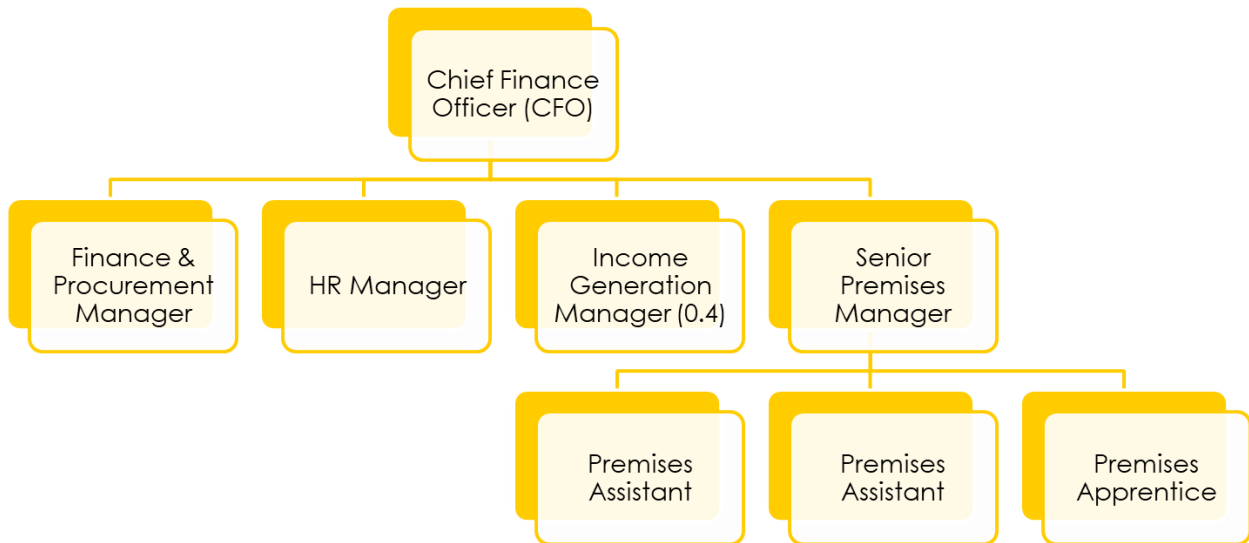 Chief Finance
Officer (CFO)
Finance &
Procurement
Manager
HR Manager
Income
Generation
Manager (0.4)
Senior
Premises
Manager
Premises
Assistant
Premises
Assistant
Premises
Apprentice